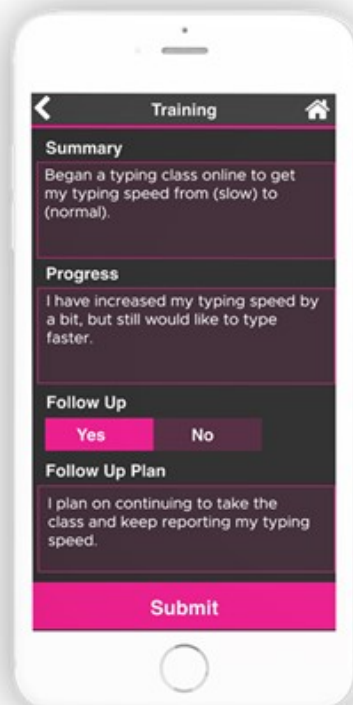 Training
Summary
Began a typing class online to get
my typing speed from (slow) to
(normal).
Progress
I have increased my typing speed by
a bit, but still would like to type
faster.
Follow Up
Yes No
Follow Up Plan
I plan on continuing to take the
class and keep reporting my typing
speed.
Submit